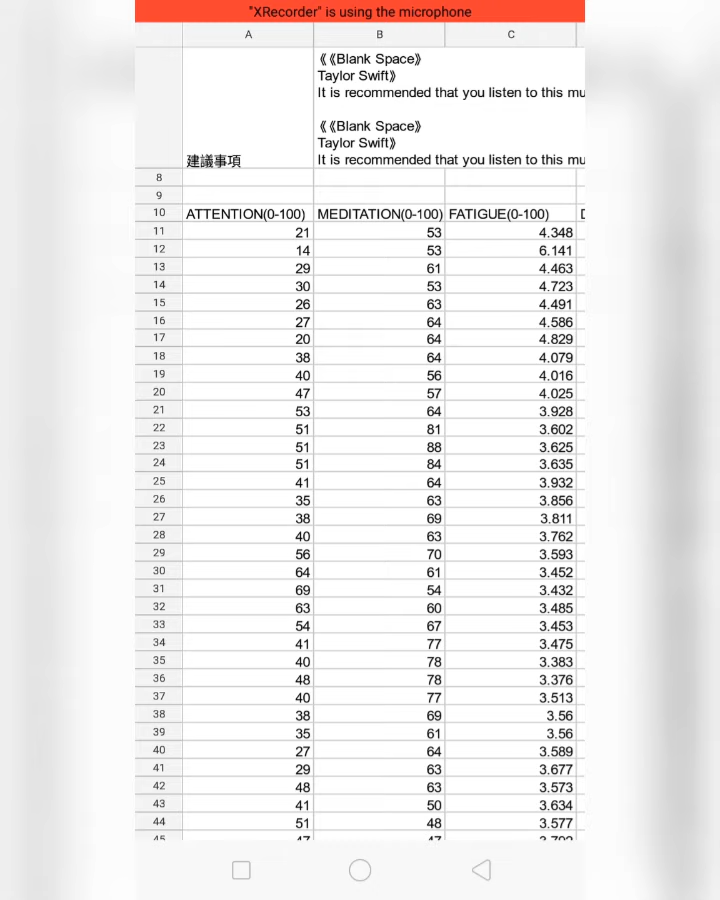 "XRecorder" is using the microphone
A B C
《《Blank Space》
Taylor Swift》
It is recommended that you listen to this mu
《《Blank Space》
Taylor Swift》
建議事項 It is recommended that you listen to this mu
8
9
10 ATTENTION(0-100) MEDITATION(0-100) FATIGUE(0-100)
11 21 53 4.348
12 14 53 6.141
13 29 61 4.463
14 30 53 4.723
15 26 63 4.491
16 27 64 4.586
17 20 64 4.829
18 38 64 4.079
19 40 56 4.016
20 47 57 4.025
21 53 64 3.928
22 51 81 3.602
23 51 88 3.625
24 51 84 3.635
25 41 64 3.932
26 35 63 3.856
27 38 69 3.811
28 40 63 3.762
29 56 70 3.593
30 64 61 3.452
31 69 54 3.432
32 63 60 3.485
33 54 67 3.453
34 41 77 3.475
35 40 78 3.383
36 48 78 3.376
37 40 77 3.513
38 38 69 3.56
39 35 61 3.56
40 27 64 3.589
41 29 63 3.677
42 48 63 3.573
43 41 50 3.634
44 51 48 3.577
45 47 47